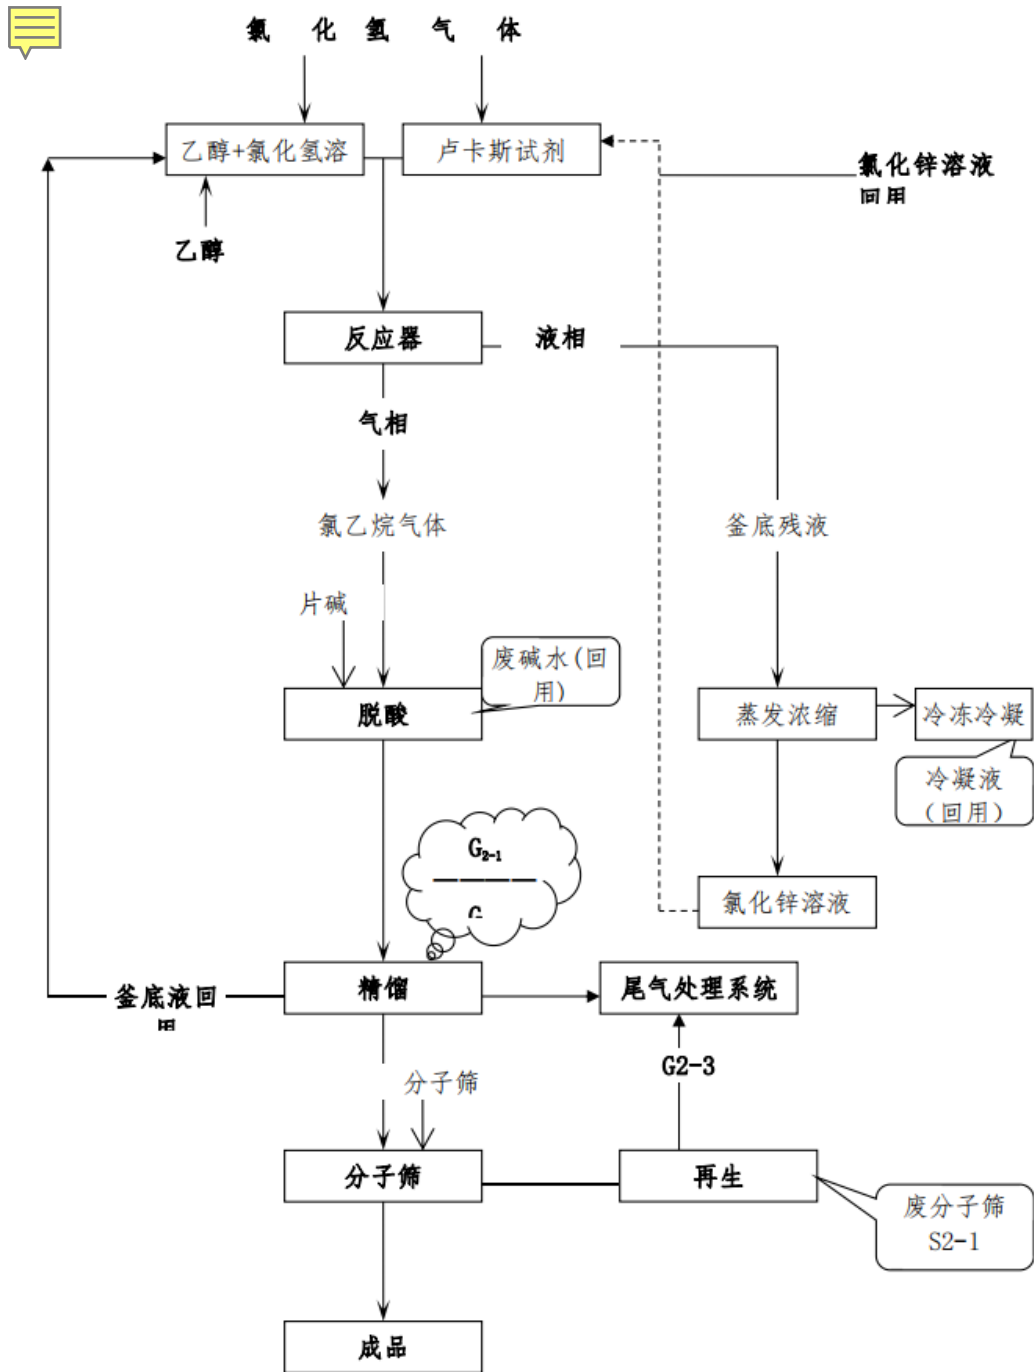 氯 化 氢 气 体
乙醇+氯化氢溶
卢卡斯试剂
氯化锌溶液
回用
乙醇
反应器
液相
气相
氯乙烷气体
釜底残液
片碱
废碱水(回
用)
脱酸
蒸发浓缩
冷冻冷凝
冷凝液
(回用)
G2-1
G
氯化锌溶液
精馏
尾气处理系统
釜底液回
用
G2-3
分子筛
分子筛
再生
废分子筛
S2-1
成品